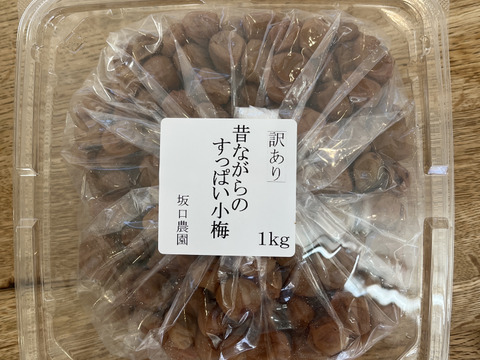 訳あり
昔ながらの
すっぱい小梅
坂口農園
1kg